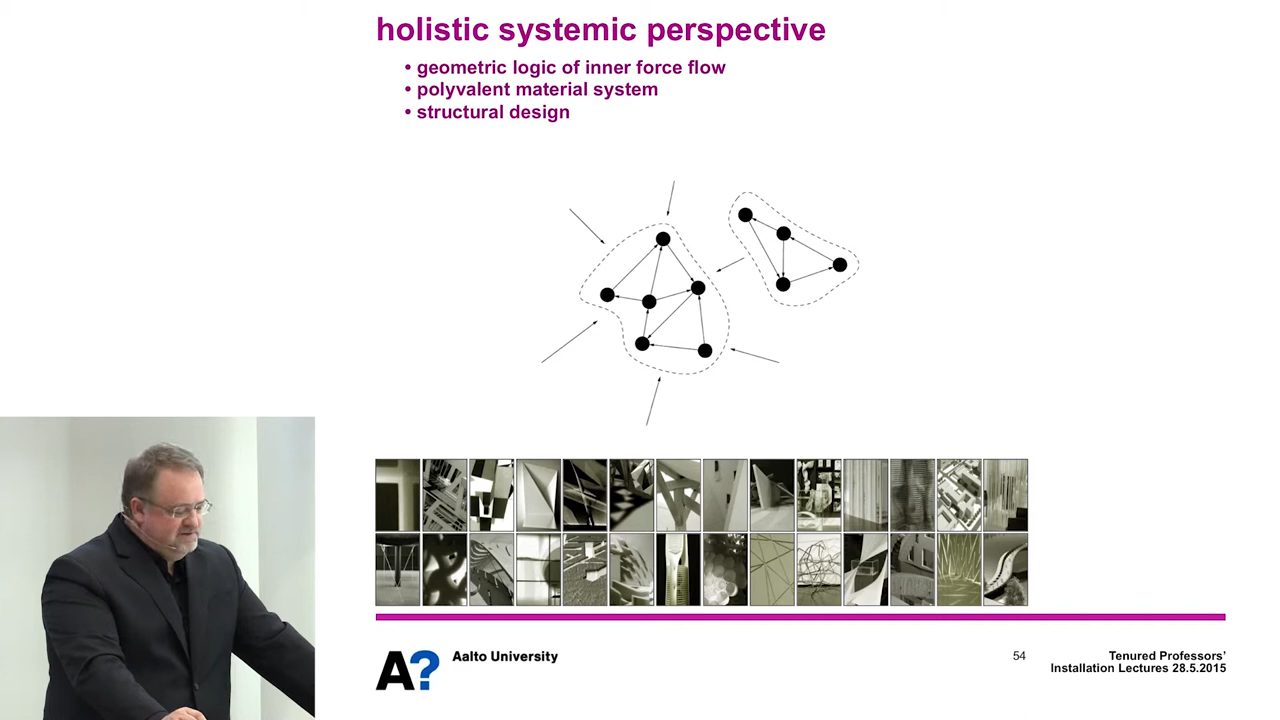 holistic systemic perspective
• geometric logic of inner force flow
• polyvalent material system
• structural design
A?
Aalto University
54
Tenured Professors'
Installation Lectures 28.5.2015